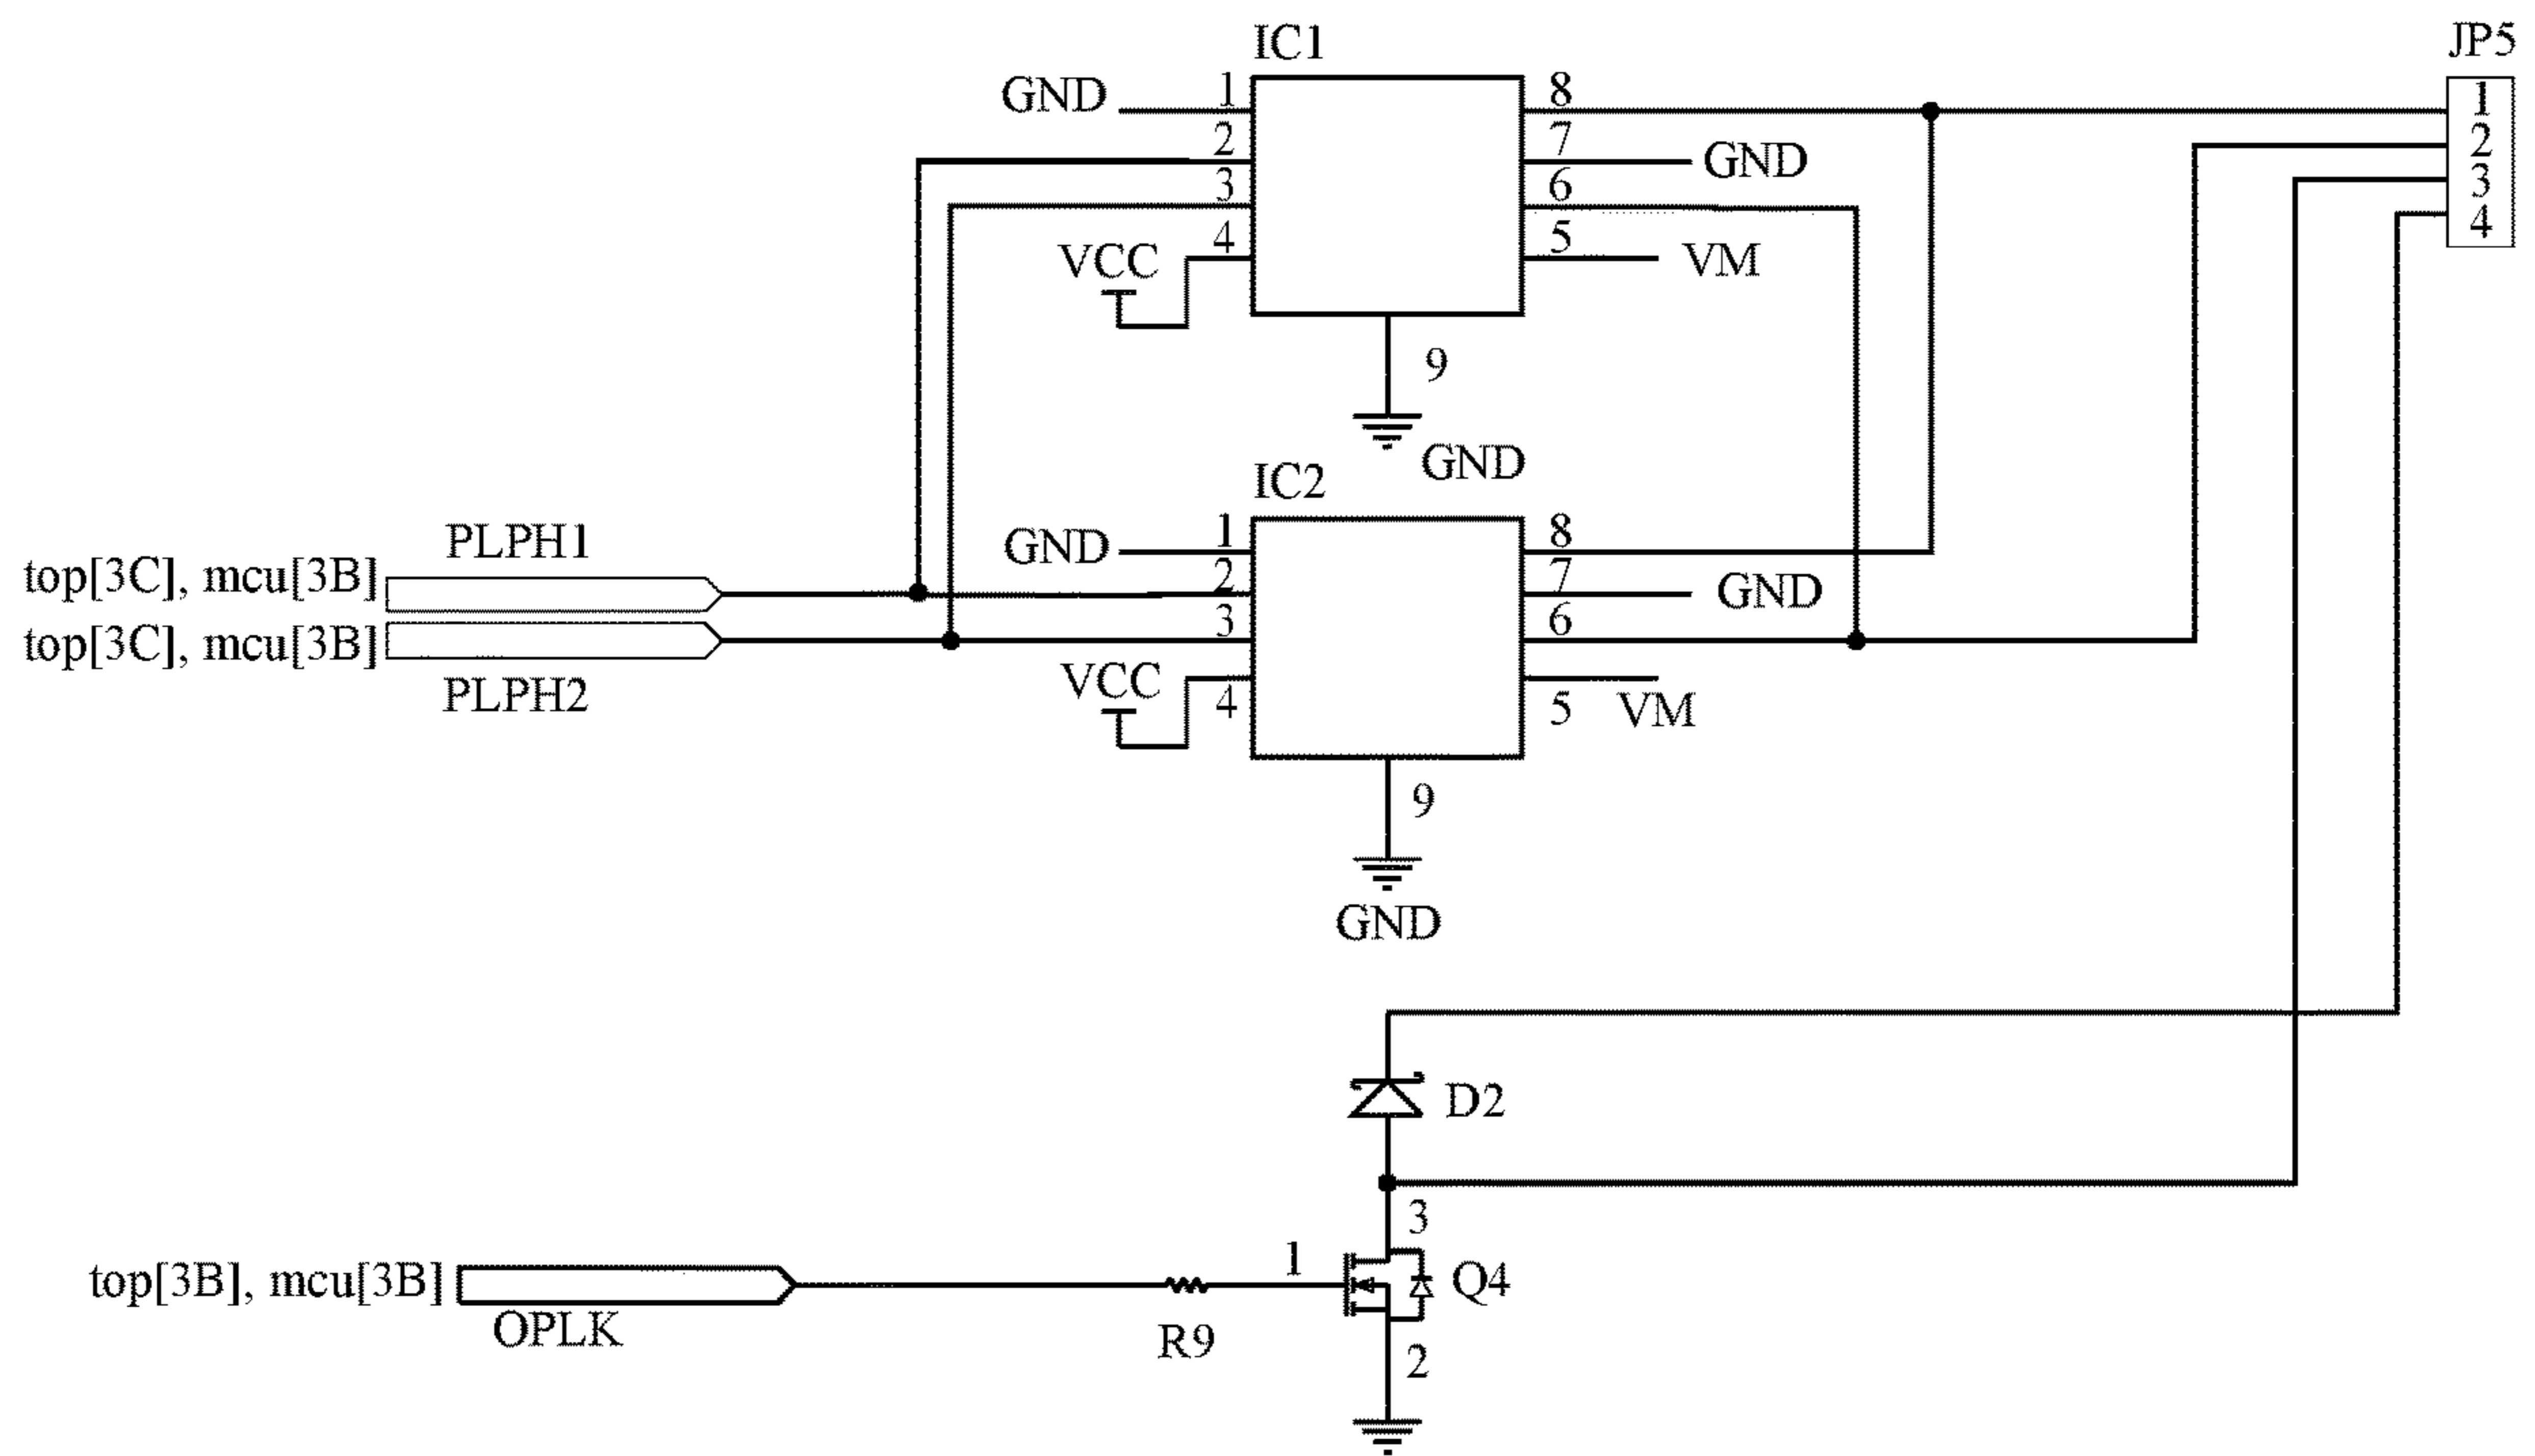 IC1
JP5
GND 1
2
3
VCC 4
8
7 GND
6
5 VM
9
GND
1
2
3
4
IC2
GND 1
2
3
VCC 4
8
7 GND
6
5 VM
9
GND
PLPH1
top[3C], mcu[3B]
top[3C], mcu[3B]
PLPH2
D2
3
1
Q4
2
R9
top[3B], mcu[3B]
OPLK